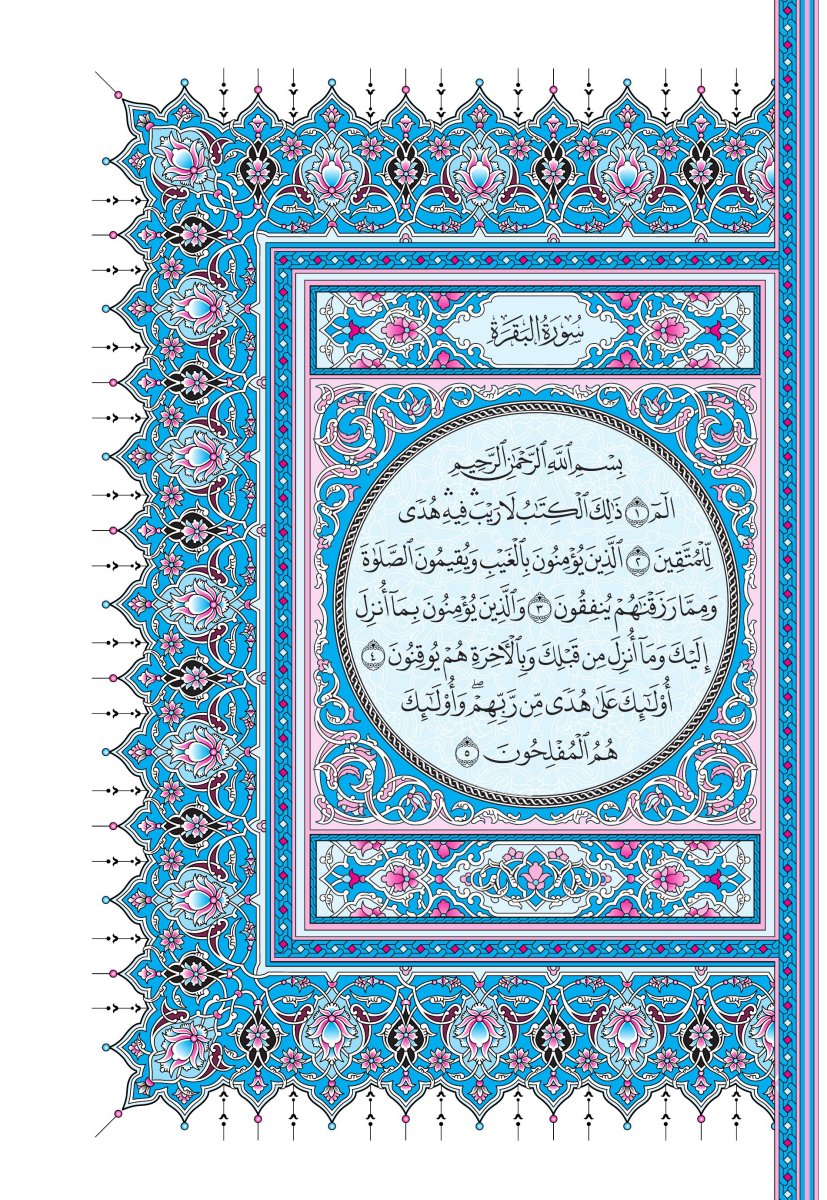 سُورَةُ البَقَرَةِ
بِسْمِ ٱللَّهِ ٱلرَّحْمَٰنِ ٱلرَّحِيمِ
الٓمٓ ١ ذَٰلِكَ ٱلْكِتَٰبُ لَا رَيْبَۛ فِيهِۛ هُدًى
لِّلْمُتَّقِينَ ٢ ٱلَّذِينَ يُؤْمِنُونَ بِٱلْغَيْبِ وَيُقِيمُونَ ٱلصَّلَوٰةَ
وَمِمَّا رَزَقْنَٰهُمْ يُنفِقُونَ ٣ وَٱلَّذِينَ يُؤْمِنُونَ بِمَآ أُنزِلَ
إِلَيْكَ وَمَآ أُنزِلَ مِن قَبْلِكَ وَبِٱلْءَاخِرَةِ هُمْ يُوقِنُونَ ٤
أُو۟لَٰٓئِكَ عَلَىٰ هُدًى مِّن رَّبِّهِمْۖ وَأُو۟لَٰٓئِكَ
هُمُ ٱلْمُفْلِحُونَ ٥